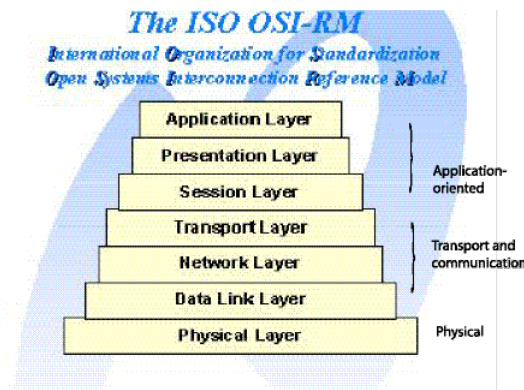 The ISO OSI-RM
International Organization for Standardization
Open Systems Interconnection Reference Model
Application Layer
Presentation Layer
Session Layer
Application-
oriented
Transport Layer
Network Layer
Data Link Layer
Transport and
communication
Physical Layer
Physical